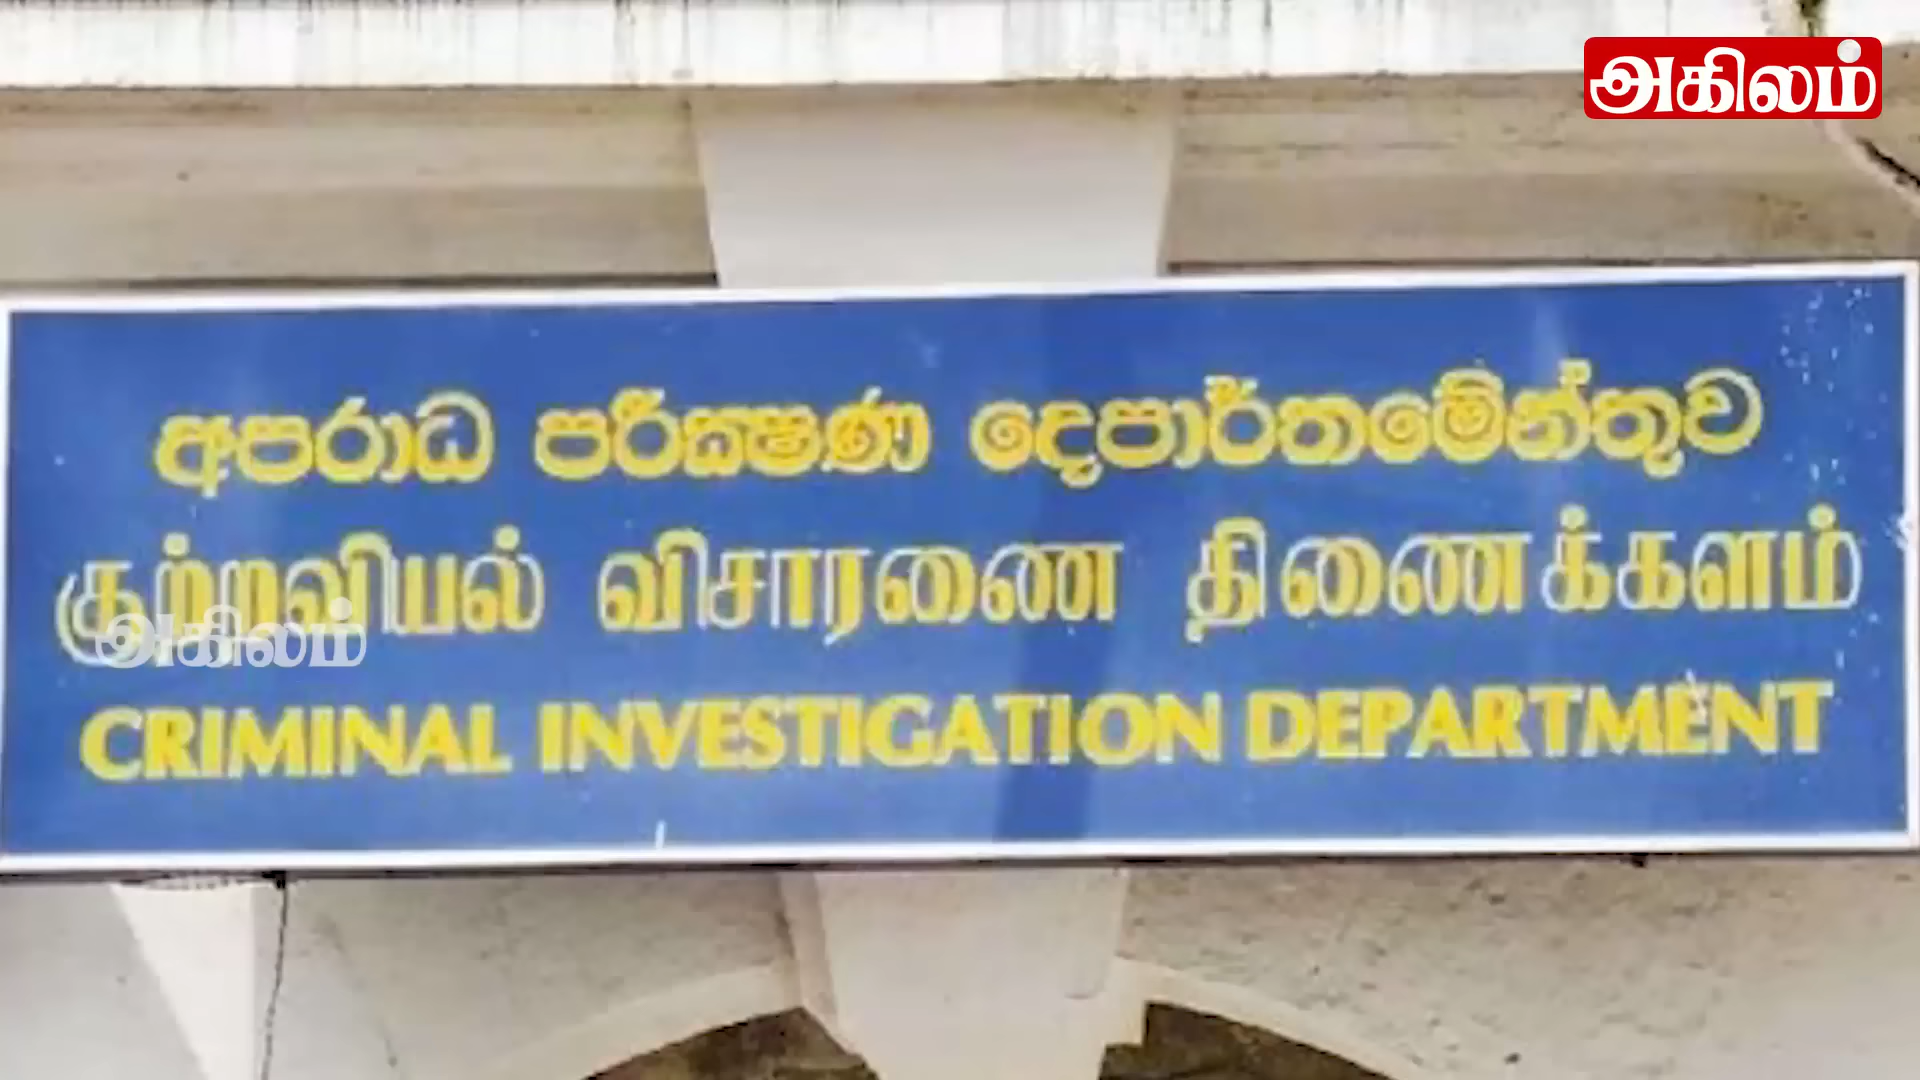 அகிலம்
අපරාධ පරීක්ෂණ දෙපාර්තමේන්තුව
குற்றவியல் விசாரணை திணைக்களம்
அகிலம்
CRIMINAL INVESTIGATION DEPARTMENT